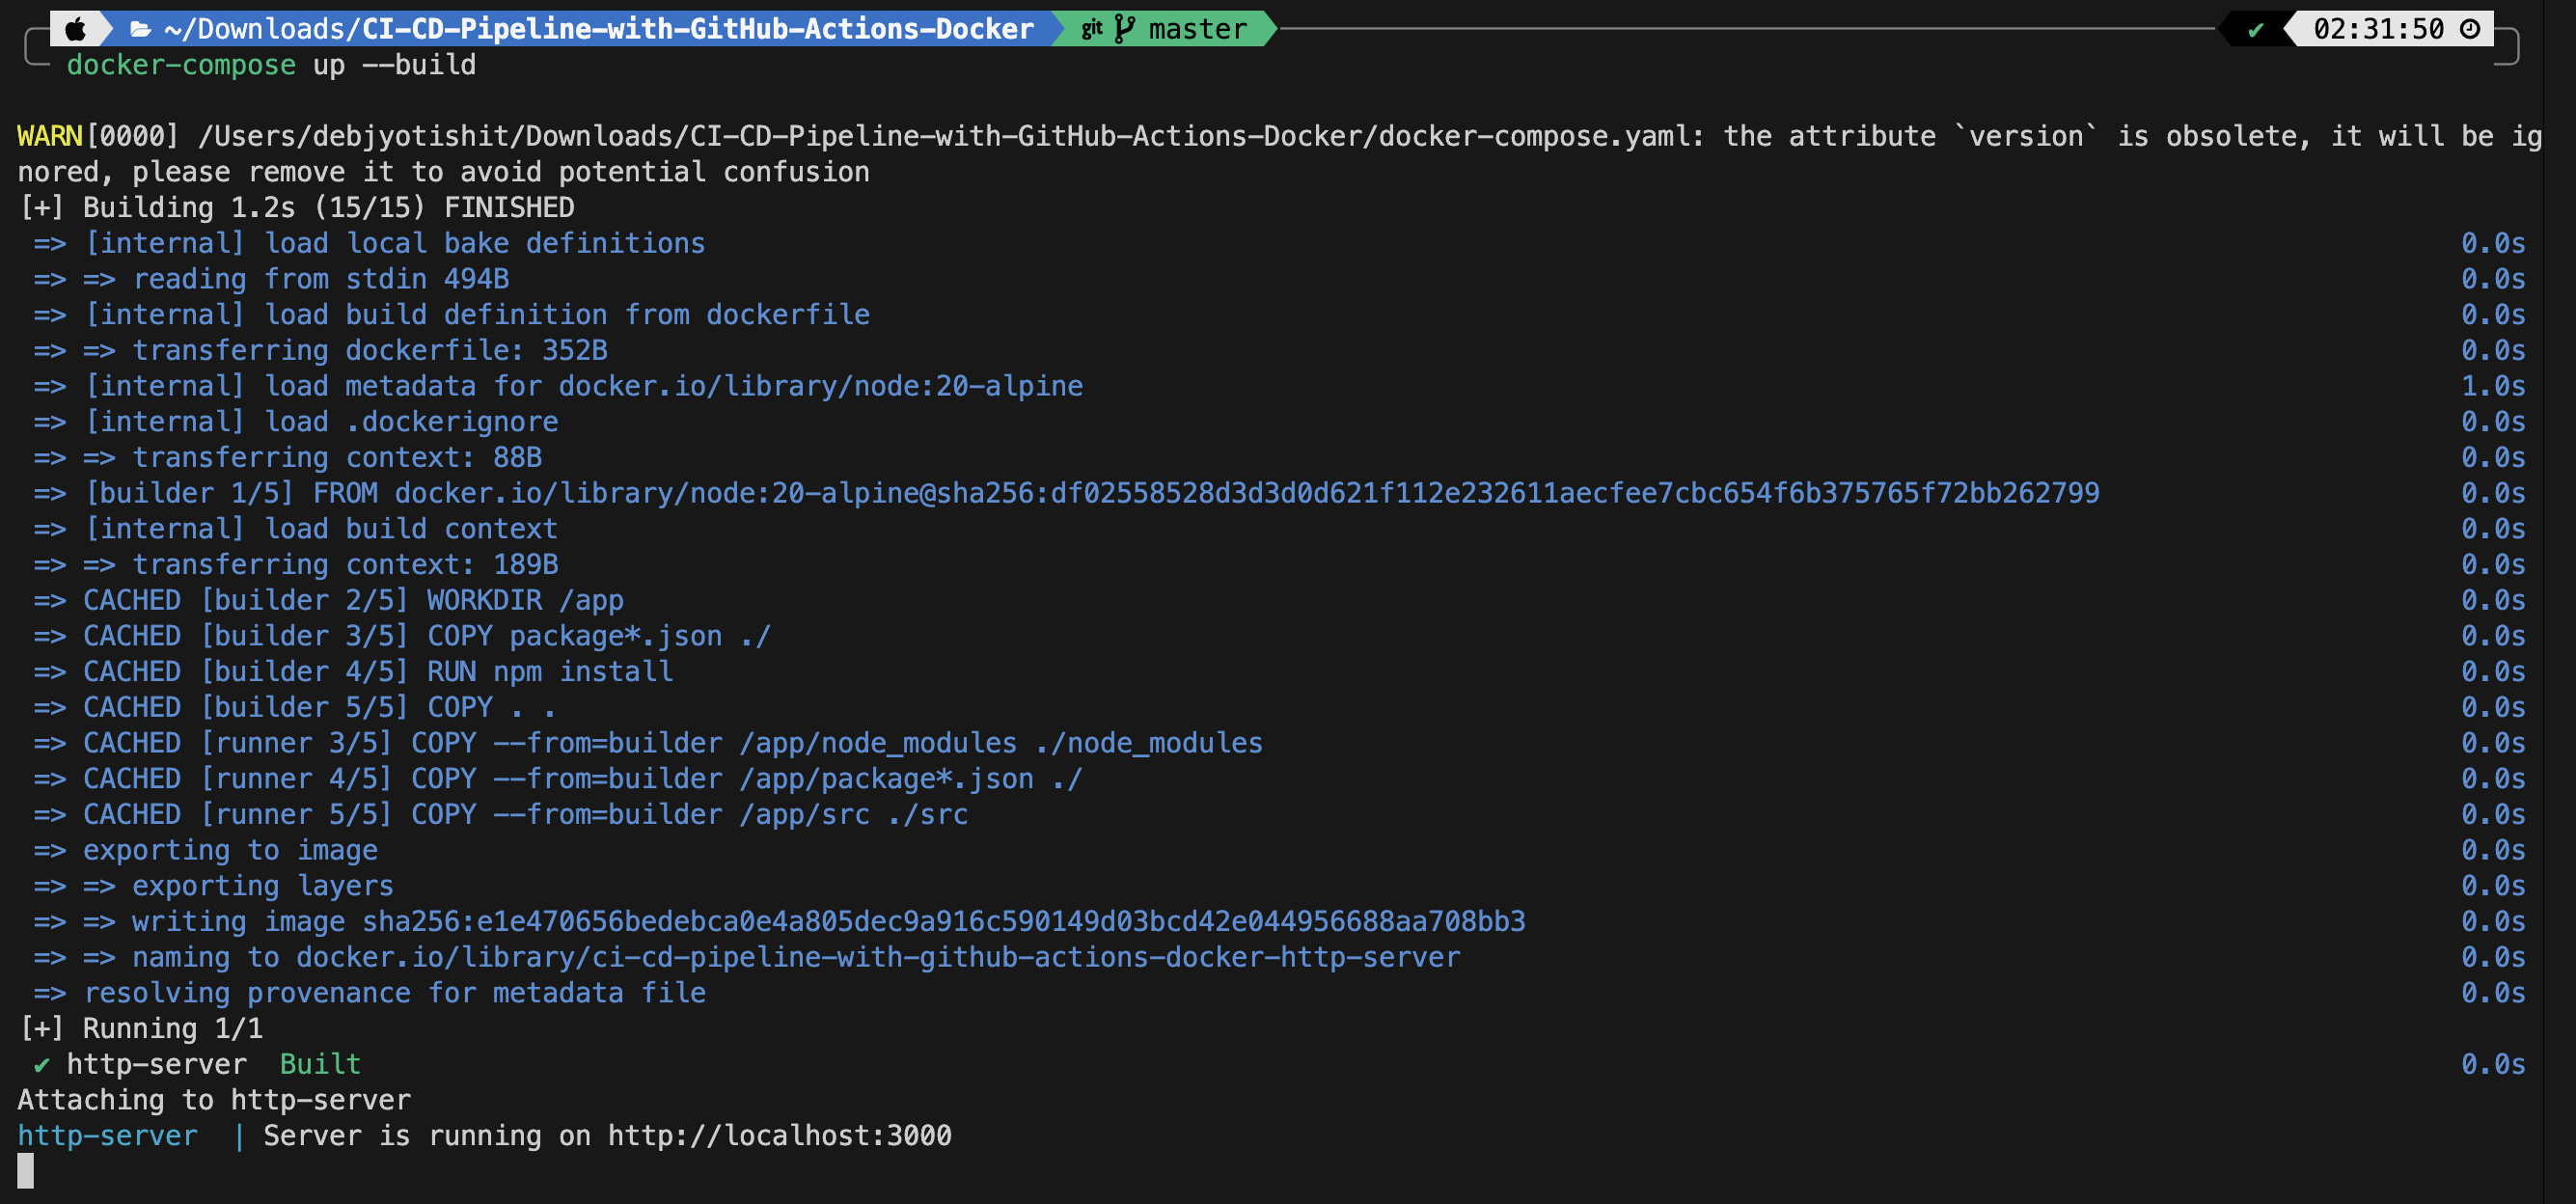 ~/Downloads/CI-CD-Pipeline-with-GitHub-Actions-Docker git master ✔ 02:31:50
docker-compose up --build
WARN[0000] /Users/debjyotishit/Downloads/CI-CD-Pipeline-with-GitHub-Actions-Docker/docker-compose.yaml: the attribute `version` is obsolete, it will be ig
nored, please remove it to avoid potential confusion
[+] Building 1.2s (15/15) FINISHED
=> [internal] load local bake definitions 0.0s
=> => reading from stdin 494B 0.0s
=> [internal] load build definition from dockerfile 0.0s
=> => transferring dockerfile: 352B 0.0s
=> [internal] load metadata for docker.io/library/node:20-alpine 1.0s
=> [internal] load .dockerignore 0.0s
=> => transferring context: 88B 0.0s
=> [builder 1/5] FROM docker.io/library/node:20-alpine@sha256:df02558528d3d3d0d621f112e232611aecfee7cbc654f6b375765f72bb262799 0.0s
=> [internal] load build context 0.0s
=> => transferring context: 189B 0.0s
=> CACHED [builder 2/5] WORKDIR /app 0.0s
=> CACHED [builder 3/5] COPY package*.json ./ 0.0s
=> CACHED [builder 4/5] RUN npm install 0.0s
=> CACHED [builder 5/5] COPY . . 0.0s
=> CACHED [runner 3/5] COPY --from=builder /app/node_modules ./node_modules 0.0s
=> CACHED [runner 4/5] COPY --from=builder /app/package*.json ./ 0.0s
=> CACHED [runner 5/5] COPY --from=builder /app/src ./src 0.0s
=> exporting to image 0.0s
=> => exporting layers 0.0s
=> => writing image sha256:e1e470656bedebca0e4a805dec9a916c590149d03bcd42e044956688aa708bb3 0.0s
=> => naming to docker.io/library/ci-cd-pipeline-with-github-actions-docker-http-server 0.0s
=> resolving provenance for metadata file 0.0s
[+] Running 1/1
✔ http-server Built 0.0s
Attaching to http-server
http-server | Server is running on http://localhost:3000